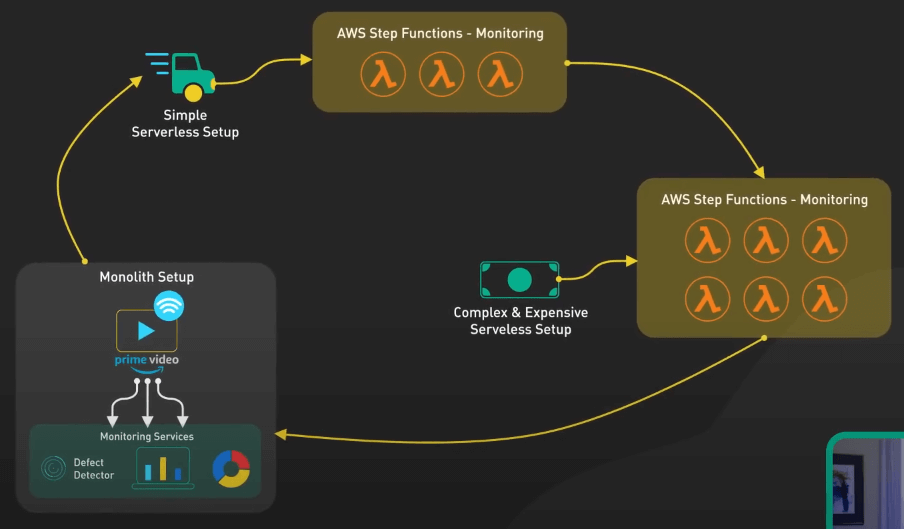 AWS Step Functions - Monitoring
Simple
Serverless Setup
AWS Step Functions - Monitoring
Complex & Expensive
Serveless Setup
Monolith Setup
prime video
Monitoring Services
Defect
Detector